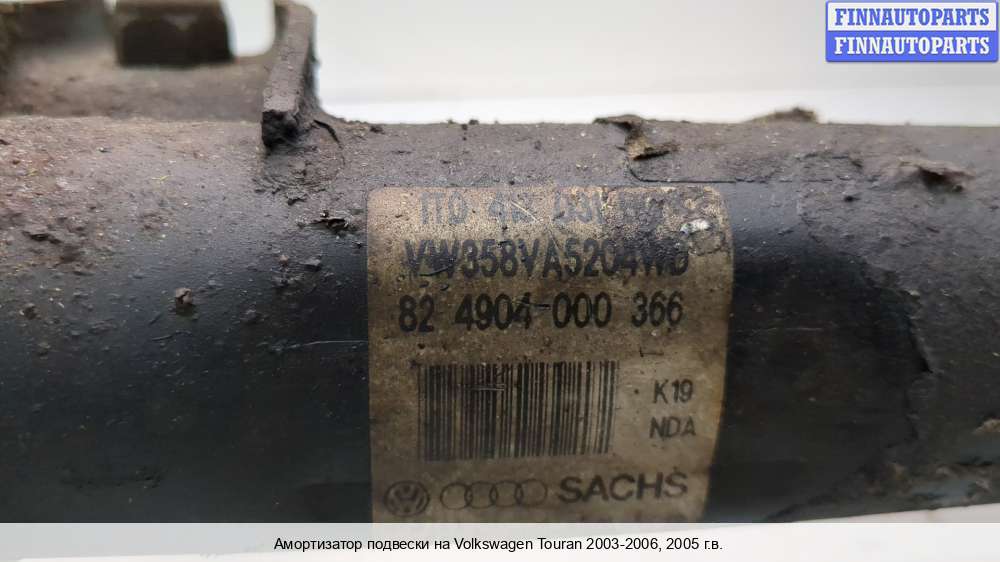 FINNAUTOPARTS
FINNAUTOPARTS
VW358VA5204WD
82 4904-000 366
K19
NDA
SACHS
Амортизатор подвески на Volkswagen Touran 2003-2006, 2005 г.в.